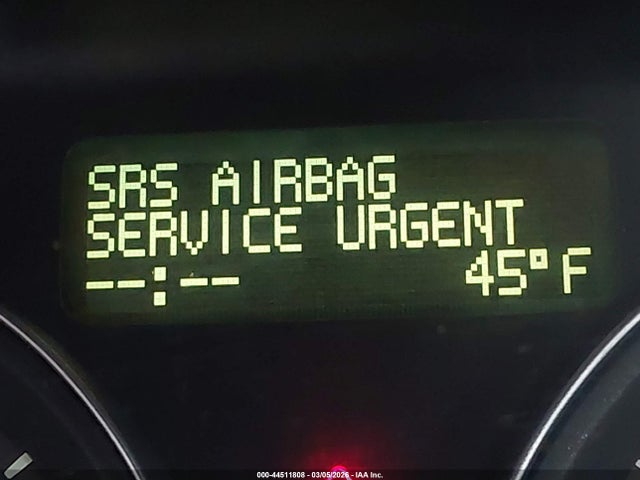 SRS AIRBAG
SERVICE URGENT
--:-- 45°F
000-44511808 - 03/05/2026 - IAA Inc.